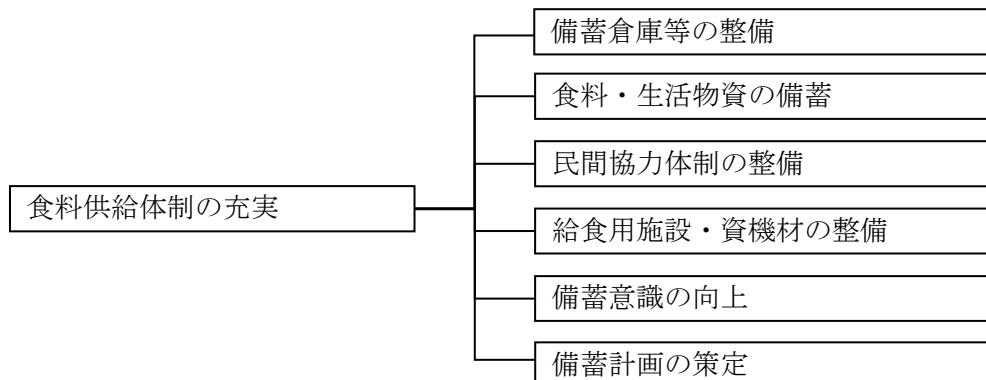 備蓄倉庫等の整備
食料・生活物資の備蓄
民間協力体制の整備
食料供給体制の充実
給食用施設・資機材の整備
備蓄意識の向上
備蓄計画の策定